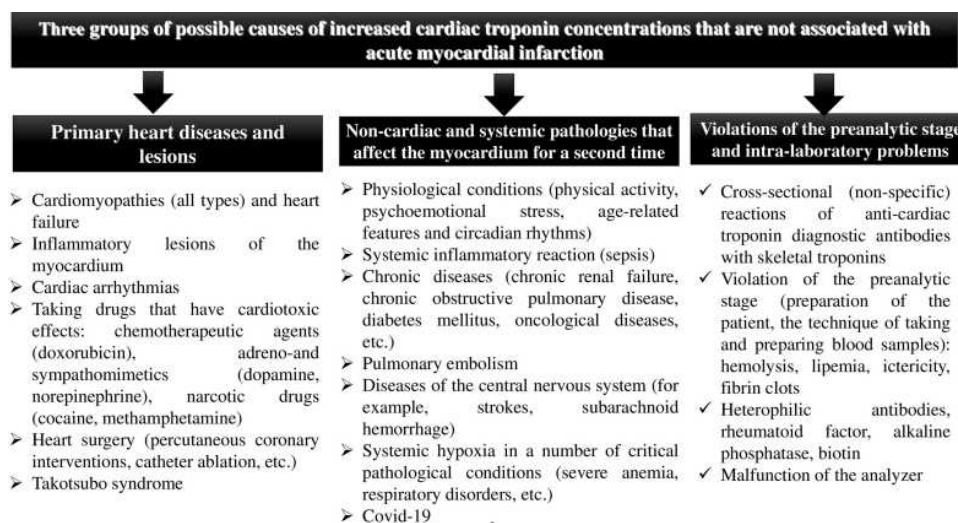 Three groups of possible causes of increased cardiac troponin concentrations that are not associated with
acute myocardial infarction
Primary heart diseases and
lesions
➢ Cardiomyopathies (all types) and heart
failure
➢ Inflammatory lesions of the
myocardium
➢ Cardiac arrhythmias
➢ Taking drugs that have cardiotoxic
effects: chemotherapeutic agents
(doxorubicin), adreno-and
sympathomimetics (dopamine,
norepinephrine), narcotic drugs
(cocaine, methamphetamine)
➢ Heart surgery (percutaneous coronary
interventions, catheter ablation, etc.)
➢ Takotsubo syndrome
Non-cardiac and systemic pathologies that
affect the myocardium for a second time
➢ Physiological conditions (physical activity,
psychoemotional stress, age-related
features and circadian rhythms)
➢ Systemic inflammatory reaction (sepsis)
➢ Chronic diseases (chronic renal failure,
chronic obstructive pulmonary disease,
diabetes mellitus, oncological diseases,
etc.)
➢ Pulmonary embolism
➢ Diseases of the central nervous system (for
example, strokes, subarachnoid
hemorrhage)
➢ Systemic hypoxia in a number of critical
pathological conditions (severe anemia,
respiratory disorders, etc.)
➢ Covid-19
Violations of the preanalytic stage
and intra-laboratory problems
✓ Cross-sectional (non-specific)
reactions of anti-cardiac
troponin diagnostic antibodies
with skeletal troponins
✓ Violation of the preanalytic
stage (preparation of the
patient, the technique of taking
and preparing blood samples):
hemolysis, lipemia, ictericity,
fibrin clots
✓ Heterophilic antibodies,
rheumatoid factor, alkaline
phosphatase, biotin
✓ Malfunction of the analyzer